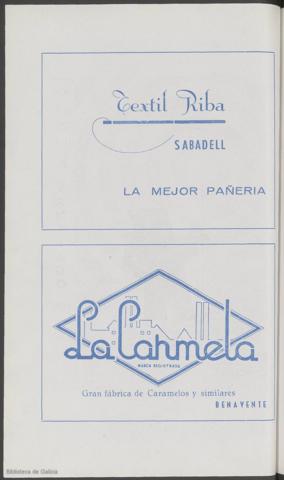 Textil Riba
SABADELL
LA MEJOR PAÑERIA
La Carmela
MARCA REGISTRADA
Gran fábrica de Caramelos y similares
BENAVENTE
Biblioteca de Galicia